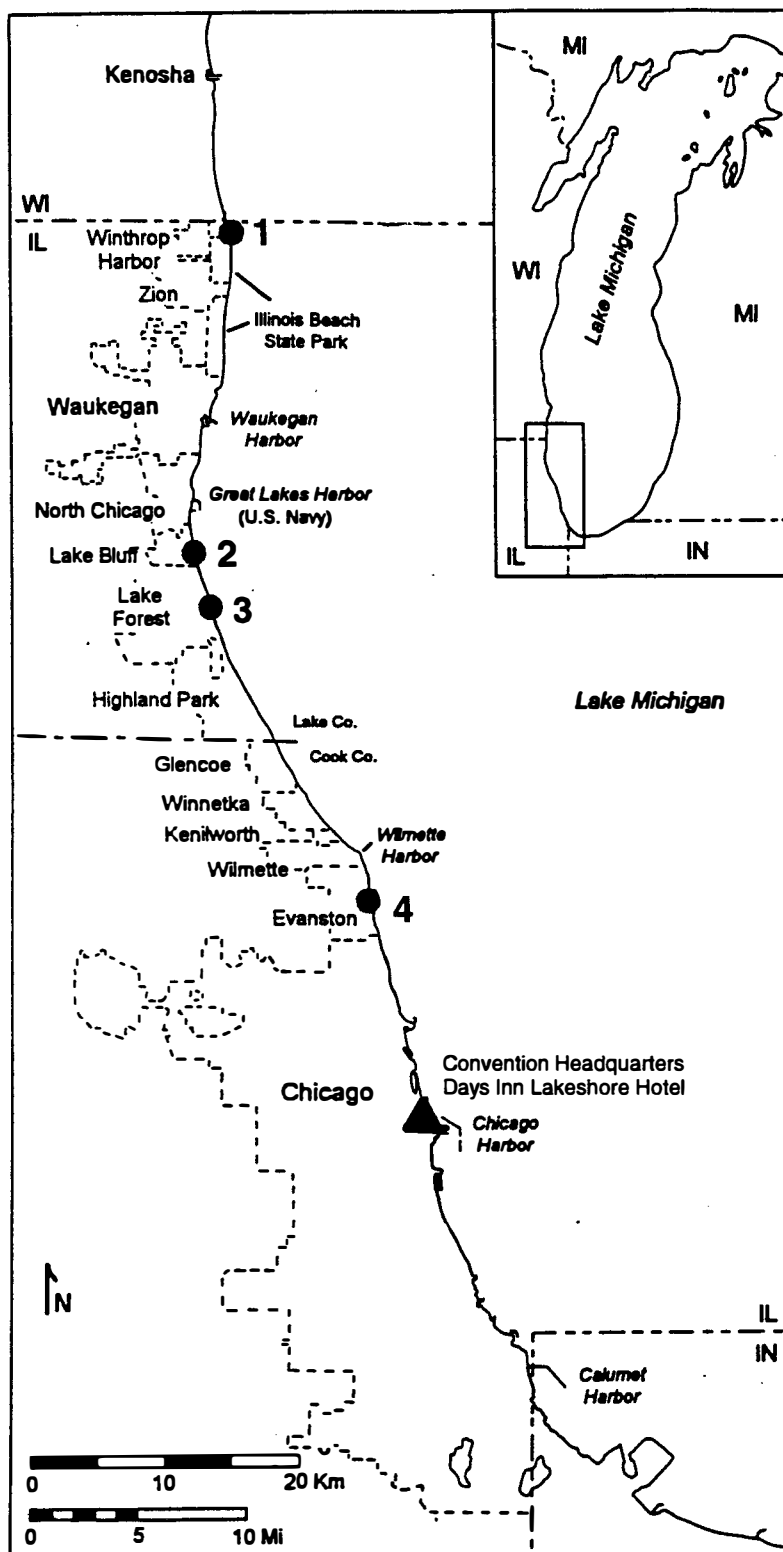 Kenosha
WI
IL
Winthrop
Harbor
1
Zion
Illinois Beach
State Park
Waukegan
Waukegan
Harbor
North Chicago
Great Lakes Harbor
(U.S. Navy)
Lake Bluff
2
Lake
Forest
3
Highland Park
Lake Michigan
Lake Co.
Cook Co.
Glencoe
Winnetka
Kenilworth
Wilmette
Harbor
Wilmette
4
Evanston
Chicago
Convention Headquarters
Days Inn Lakeshore Hotel
Chicago
Harbor
N
IL
IN
Calumet
Harbor
0 10 20 Km
0 5 10 Mi
MI
WI
Lake Michigan
MI
IL
IN